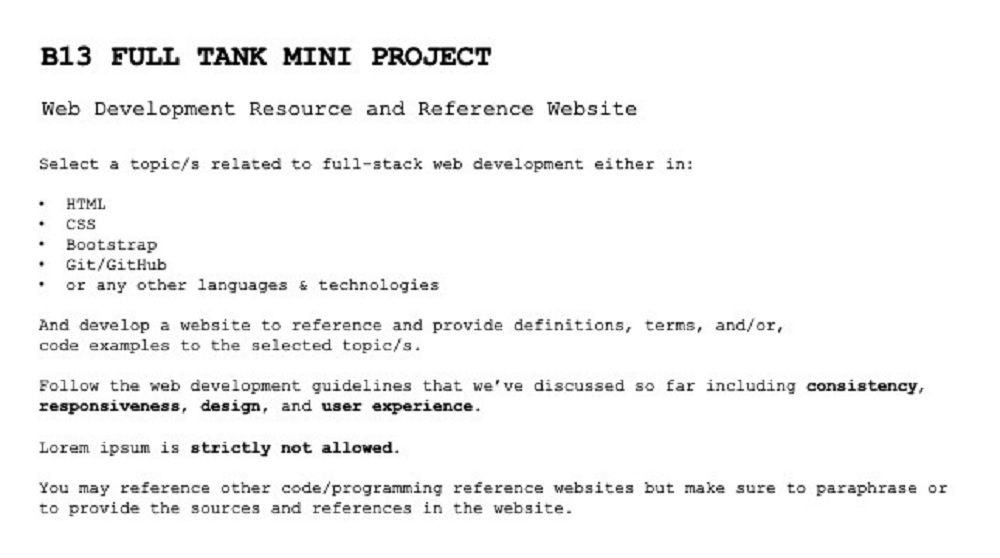 B13 FULL TANK MINI PROJECT
Web Development Resource and Reference Website
Select a topic/s related to full-stack web development either in:
• HTML
• CSS
• Bootstrap
• Git/GitHub
• or any other languages & technologies
And develop a website to reference and provide definitions, terms, and/or,
code examples to the selected topic/s.
Follow the web development guidelines that we've discussed so far including consistency,
responsiveness, design, and user experience.
Lorem ipsum is strictly not allowed.
You may reference other code/programming reference websites but make sure to paraphrase or
to provide the sources and references in the website.